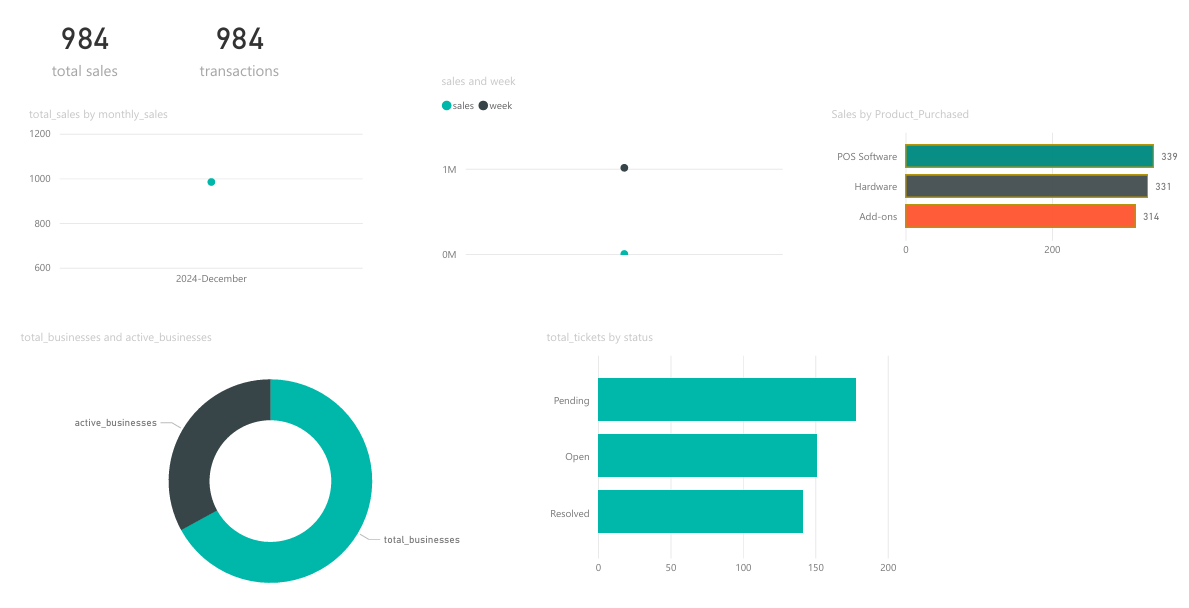 984
total sales
984
transactions
total_sales by monthly_sales
1200
1000
800
600
2024-December
sales and week
sales
week
1M
0M
Sales by Product_Purchased
POS Software
339
Hardware
331
Add-ons
314
0
200
total_businesses and active_businesses
active_businesses
total_businesses
total_tickets by status
Pending
Open
Resolved
0
50
100
150
200